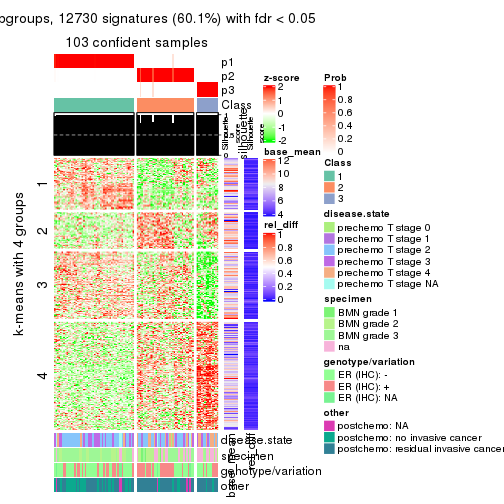 ogroups, 12730 signatures (60.1%) with fdr < 0.05
103 confident samples
p1
p2
p3
Class
Silhouette
score
silhouette
1
2
3
4
k-means with 4 groups
z-score
2
1
0
-1
-2
base_mean
12
10
8
6
4
rel_diff
1
0.8
0.6
0.4
0.2
0
Prob
1
0.8
0.6
0.4
0.2
0
Class
1
2
3
disease.state
prechemo T stage 0
prechemo T stage 1
prechemo T stage 2
prechemo T stage 3
prechemo T stage 4
prechemo T stage NA
specimen
BMN grade 1
BMN grade 2
BMN grade 3
na
genotype/variation
ER (IHC): -
ER (IHC): +
ER (IHC): NA
other
postchemo: NA
postchemo: no invasive cancer
postchemo: residual invasive cancer
disease.state
specimen
genotype/variation
other
base_mean
rel_diff